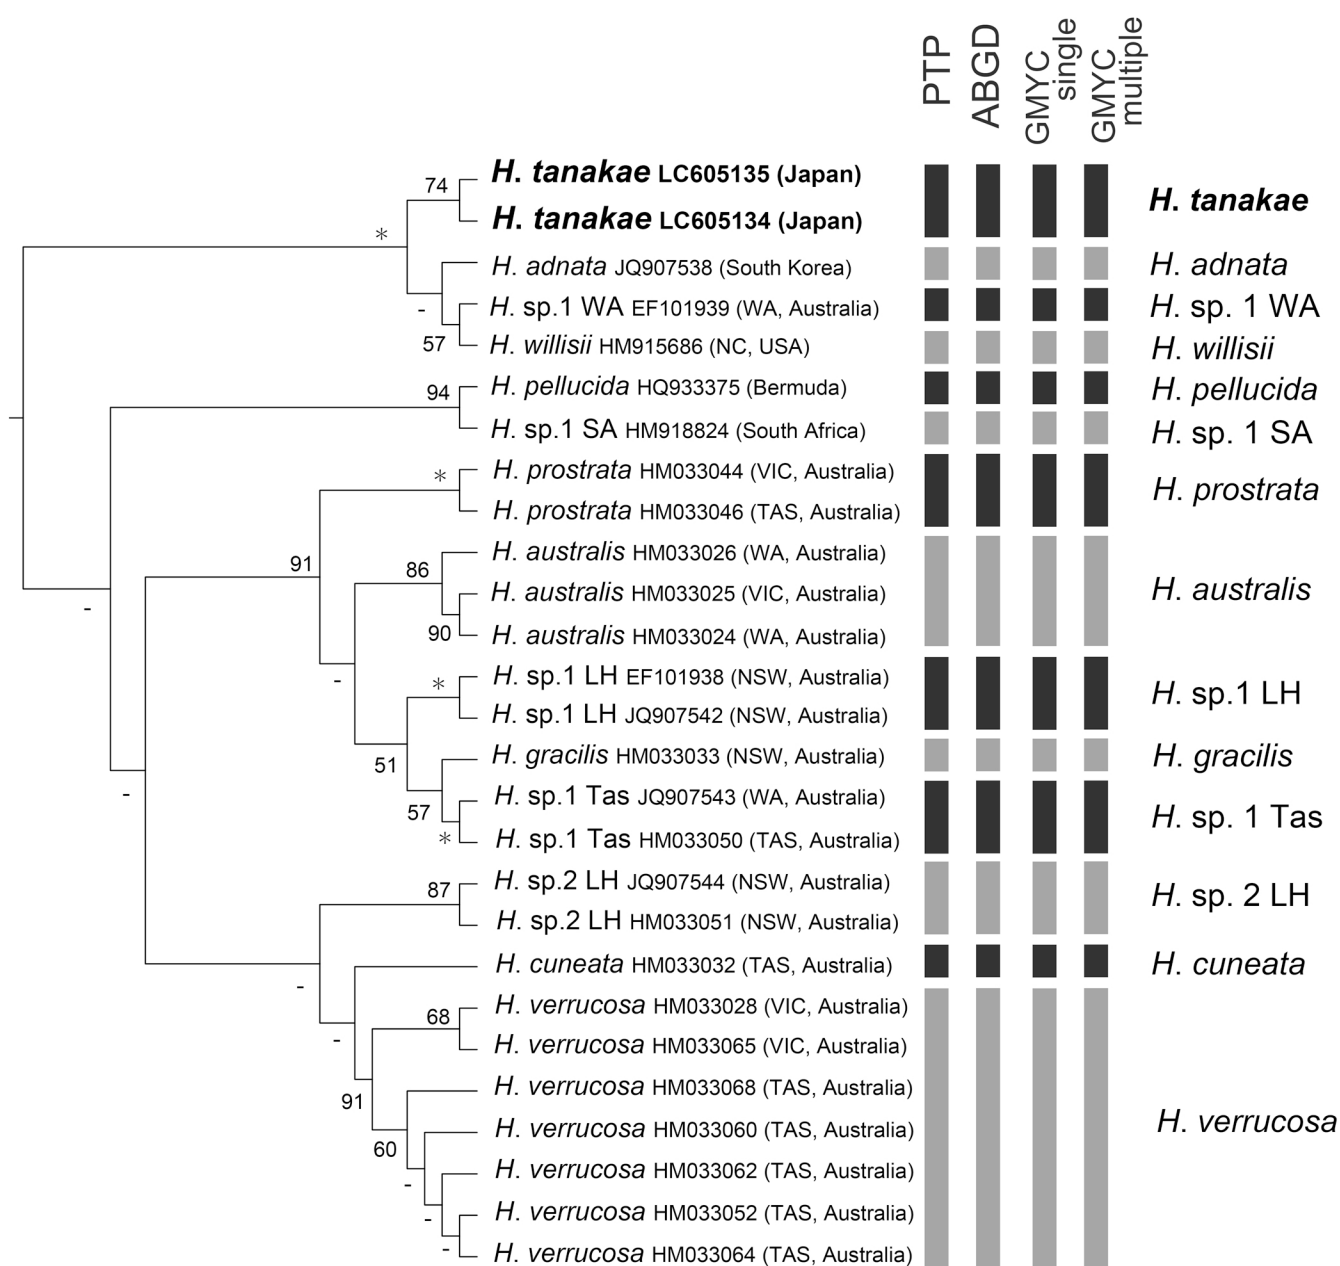 PTP
ABGD
GMYC
single
GMYC
multiple
H. tanakae LC605135 (Japan)
74
H. tanakae LC605134 (Japan)
H. tanakae
*
H. adnata JQ907538 (South Korea)
H. adnata
-
H. sp.1 WA EF101939 (WA, Australia)
H. sp. 1 WA
57
H. willisii HM915686 (NC, USA)
H. willisii
94
H. pellucida HQ933375 (Bermuda)
H. pellucida
H. sp.1 SA HM918824 (South Africa)
H. sp. 1 SA
*
H. prostrata HM033044 (VIC, Australia)
H. prostrata
H. prostrata HM033046 (TAS, Australia)
H. australis HM033026 (WA, Australia)
91
86
H. australis HM033025 (VIC, Australia)
H. australis
-
90
H. australis HM033024 (WA, Australia)
-
*
H. sp.1 LH EF101938 (NSW, Australia)
H. sp.1 LH
H. sp.1 LH JQ907542 (NSW, Australia)
51
H. gracilis HM033033 (NSW, Australia)
H. gracilis
-
57
H. sp.1 Tas JQ907543 (WA, Australia)
H. sp. 1 Tas
*
H. sp.1 Tas HM033050 (TAS, Australia)
87
H. sp.2 LH JQ907544 (NSW, Australia)
H. sp. 2 LH
H. sp.2 LH HM033051 (NSW, Australia)
H. cuneata HM033032 (TAS, Australia)
H. cuneata
-
68
H. verrucosa HM033028 (VIC, Australia)
-
H. verrucosa HM033065 (VIC, Australia)
91
H. verrucosa HM033068 (TAS, Australia)
60
H. verrucosa HM033060 (TAS, Australia)
H. verrucosa
-
H. verrucosa HM033062 (TAS, Australia)
-
H. verrucosa HM033052 (TAS, Australia)
-
H. verrucosa HM033064 (TAS, Australia)